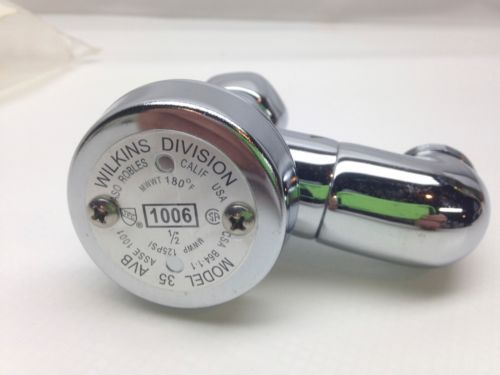 WILKINS DIVISION
PASO ROBLES CALIF USA
MWWT 180°F
1006
1/2
MWWP 125PSI
ASSE 1001
CSA B64-1-1
MODEL 35 AVB